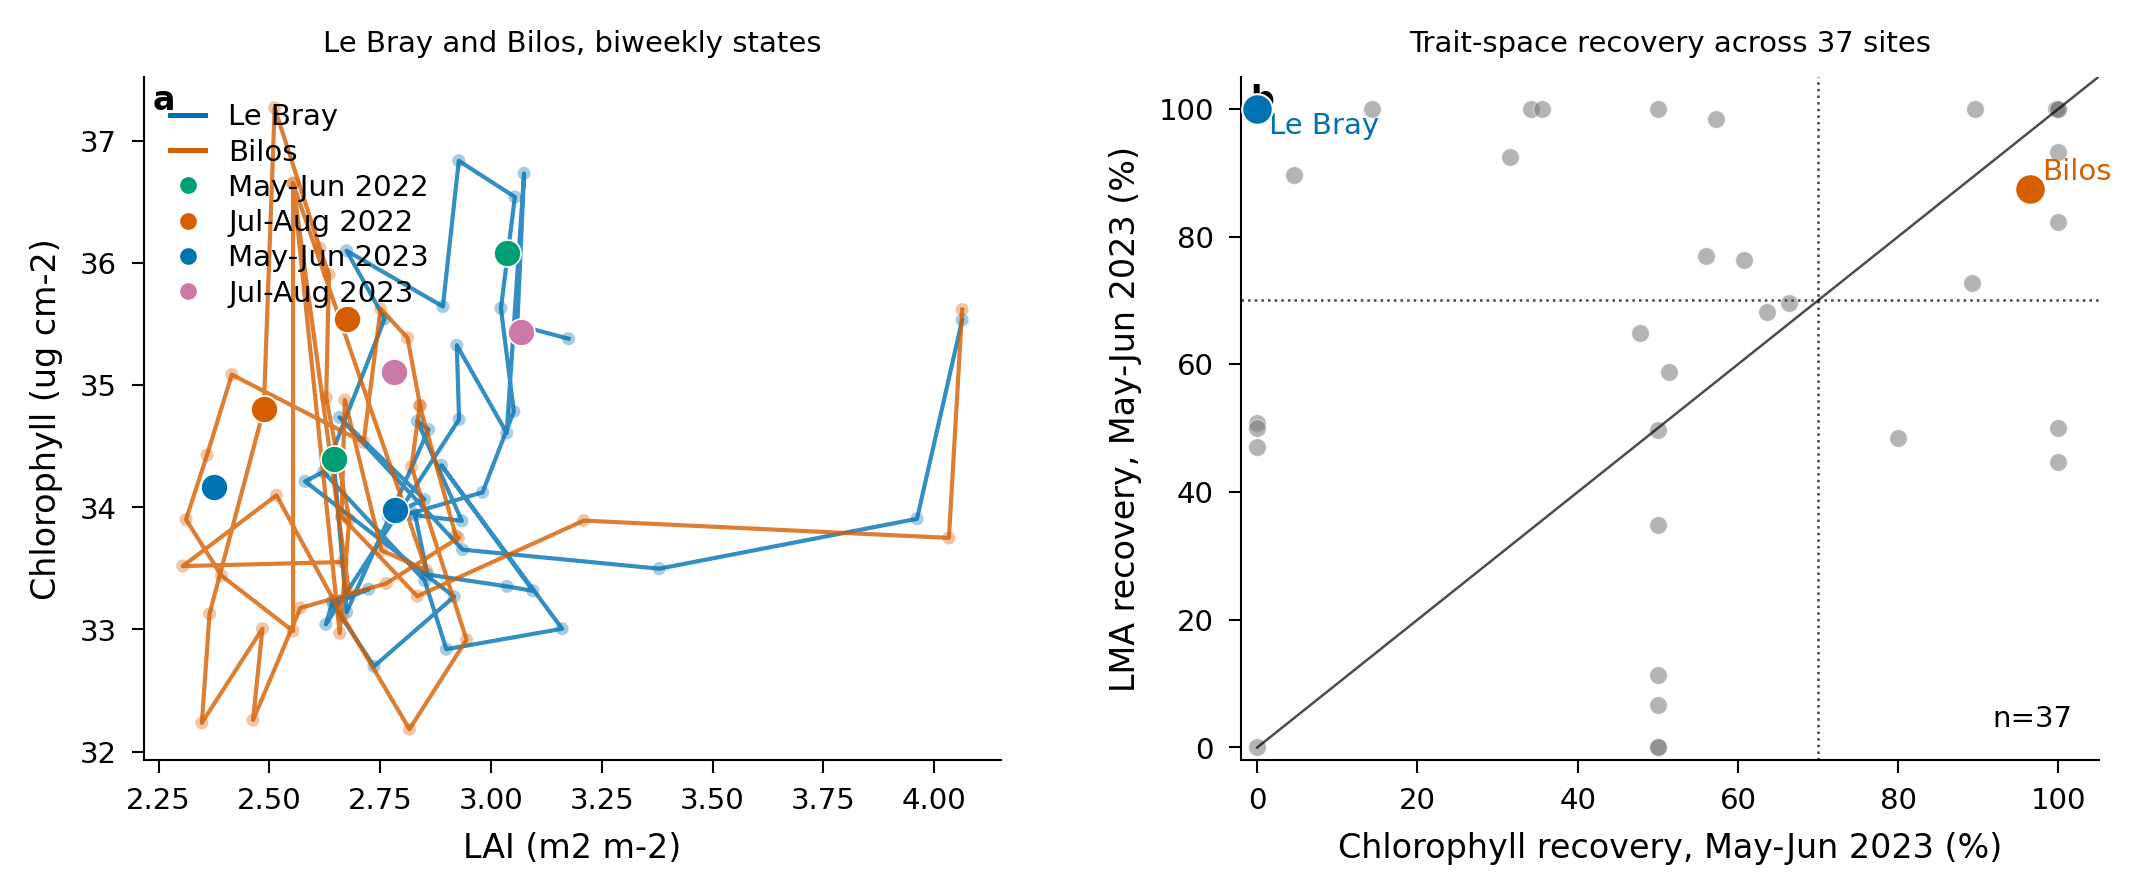 Le Bray and Bilos, biweekly states
a
Le Bray
Bilos
May-Jun 2022
Jul-Aug 2022
May-Jun 2023
Jul-Aug 2023
37
36
35
34
33
32
Chlorophyll (ug cm-2)
2.25 2.50 2.75 3.00 3.25 3.50 3.75 4.00
LAI (m2 m-2)
Trait-space recovery across 37 sites
b
Le Bray
Bilos
n=37
100
80
60
40
20
0
LMA recovery, May-Jun 2023 (%)
0 20 40 60 80 100
Chlorophyll recovery, May-Jun 2023 (%)